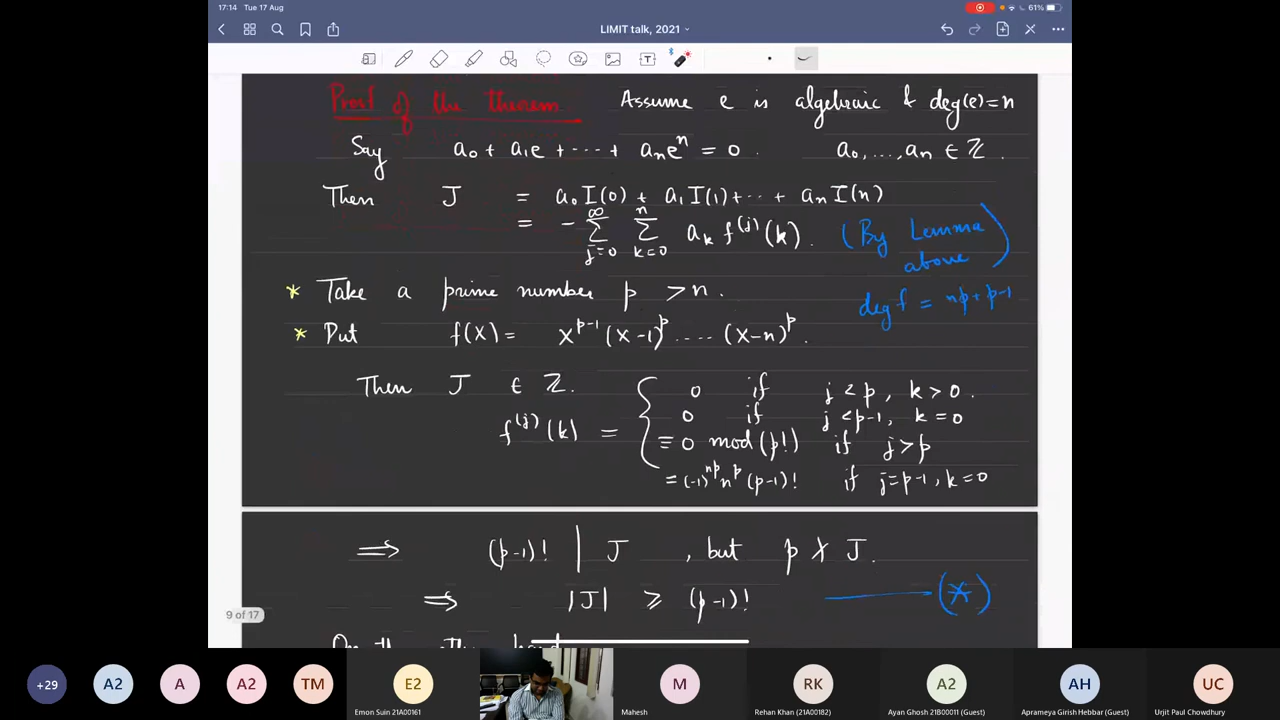 17:14 Tue 17 Aug
61%
LIMIT talk, 2021
Proof of the theorem Assume e is algebraic & deg(e)=n
Say a₀ + a₁e + ··· + aₙeⁿ = 0. a₀,...,aₙ ∈ ℤ.
Then J = a₀I(0) + a₁I(1)+··· + aₙI(n)
= - ∑_{j=0}^{∞} ∑_{k=0}^{n} aₖ f^{(j)}(k). (By Lemma above)
* Take a prime number p > n. deg f = np+p-1
* Put f(X) = X^{p-1}(X-1)^p ....(X-n)^p.
Then J ∈ ℤ.
f^{(j)}(k) = { 0 if j < p, k > 0.
0 if j < p-1, k = 0
≡ 0 mod (p!) if j > p
= (-1)^{np} n^p (p-1)! if j = p-1, k = 0
⟹ (p-1)! | J , but p ∤ J.
⟹ |J| ⩾ (p-1)! —— (*)
9 of 17
On the other hand
+29 A2 A A2 TM E2 M RK A2 AH UC
Emon Suin 21A00161 Mahesh Rehan Khan (21A00182) Ayan Ghosh 21B00011 (Guest) Aprameya Girish Hebbar (Guest) Urjit Paul Chowdhury